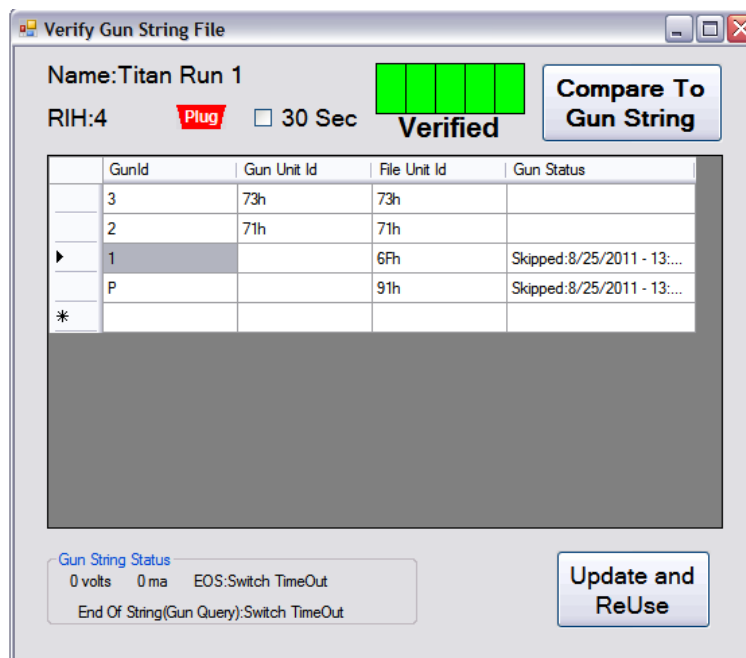 Verify Gun String File
Name:Titan Run 1
RIH:4 Plug 30 Sec Verified
Compare To
Gun String
GunId Gun Unit Id File Unit Id Gun Status
3 73h 73h
2 71h 71h
1 6Fh Skipped:8/25/2011 - 13:...
P 91h Skipped:8/25/2011 - 13:...
Gun String Status
0 volts 0 ma EOS:Switch TimeOut
End Of String(Gun Query):Switch TimeOut
Update and
ReUse